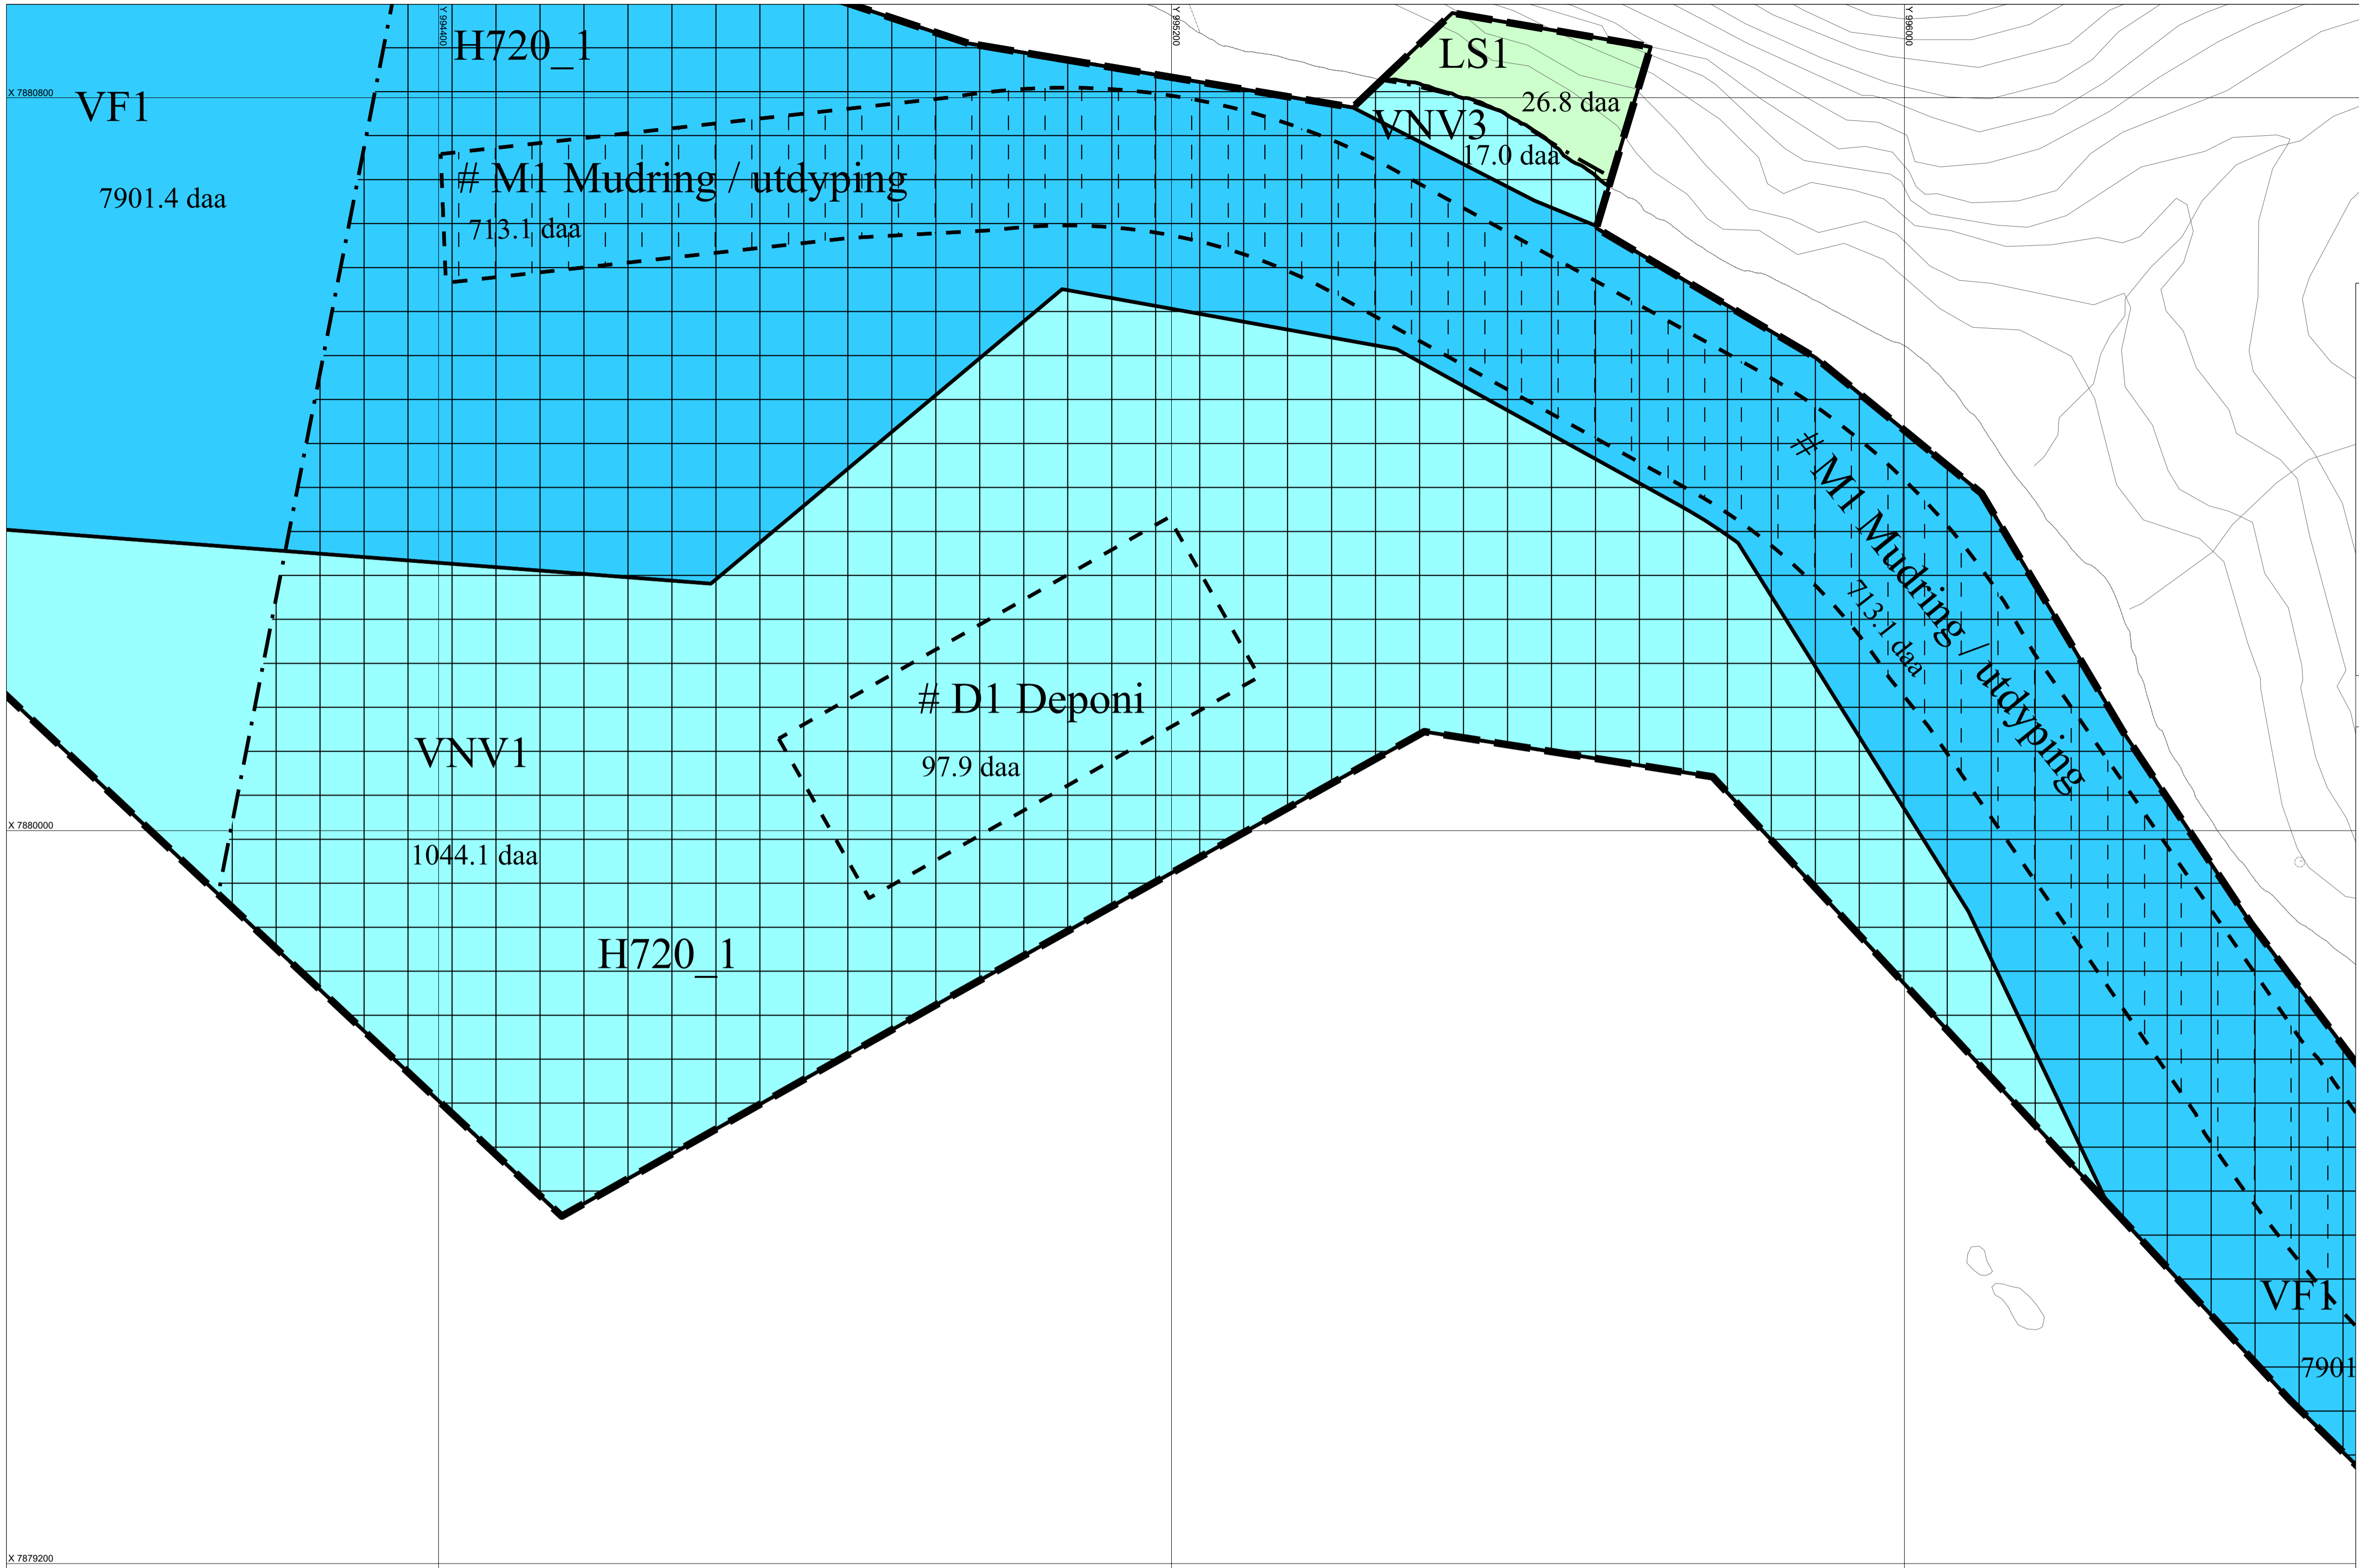 Y 994400
Y 995200
Y 996000
H720_1
LS1
X 7880800
VF1
26.8 daa
VNV3
17.0 daa
# M1 Mudring / utdyping
7901.4 daa
713.1 daa
# M1 Mudring / utdyping
713.1 daa
# D1 Deponi
97.9 daa
VNV1
X 7880000
1044.1 daa
H720_1
VF1
7901
X 7879200